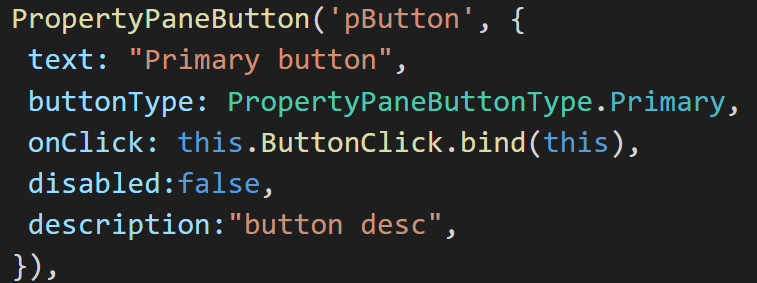 PropertyPaneButton('pButton', {
text: "Primary button",
buttonType: PropertyPaneButtonType.Primary,
onClick: this.ButtonClick.bind(this),
disabled:false,
description:"button desc",
}),